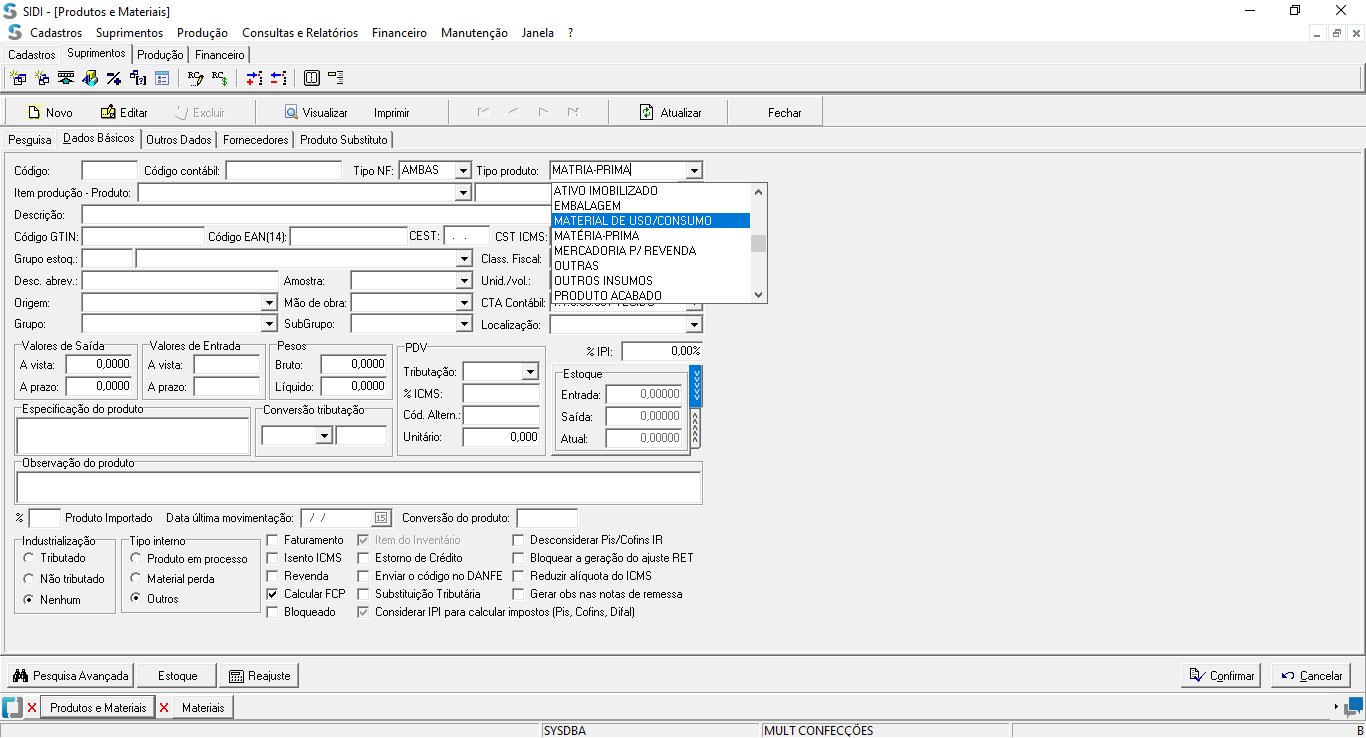 SIDI - [Produtos e Materiais]
Cadastros Suprimentos Produção Consultas e Relatórios Financeiro Manutenção Janela ?
Cadastros Suprimentos Produção Financeiro
Novo Editar Excluir Visualizar Imprimir Atualizar Fechar
Pesquisa Dados Básicos Outros Dados Fornecedores Produto Substituto
Código: Código contábil: Tipo NF: AMBAS Tipo produto: MATRIA-PRIMA
Item produção - Produto:
ATIVO IMOBILIZADO
EMBALAGEM
MATERIAL DE USO/CONSUMO
MATÉRIA-PRIMA
MERCADORIA P/ REVENDA
OUTRAS
OUTROS INSUMOS
PRODUTO ACABADO
Descrição:
Código GTIN: Código EAN(14): CEST: . . CST ICMS:
Grupo estoq.: Class. Fiscal:
Desc. abrev.: Amostra: Unid./vol.:
Origem: Mão de obra: CTA Contábil:
Grupo: SubGrupo: Localização:
Valores de Saída Valores de Entrada Pesos PDV % IPI: 0,00%
A vista: 0,0000 A vista: Bruto: 0,0000 Tributação:
A prazo: 0,0000 A prazo: Líquido: 0,0000 % ICMS:
Estoque
Entrada: 0,00000
Saída: 0,00000
Atual: 0,00000
Especificação do produto Conversão tributação Cód. Altern.:
Unitário: 0,000
Observação do produto
% Produto Importado Data última movimentação: / / 15 Conversão do produto:
Industrialização Tipo interno Faturamento Item do Inventário Desconsiderar Pis/Cofins IR
Tributado Produto em processo Isento ICMS Estorno de Crédito Bloquear a geração do ajuste RET
Não tributado Material perda Revenda Enviar o código no DANFE Reduzir alíquota do ICMS
Nenhum Outros Calcular FCP Substituição Tributária Gerar obs nas notas de remessa
Bloqueado Considerar IPI para calcular impostos (Pis, Cofins, Difal)
Pesquisa Avançada Estoque Reajuste Confirmar Cancelar
Produtos e Materiais Materiais
SYSDBA MULT CONFECÇÕES B